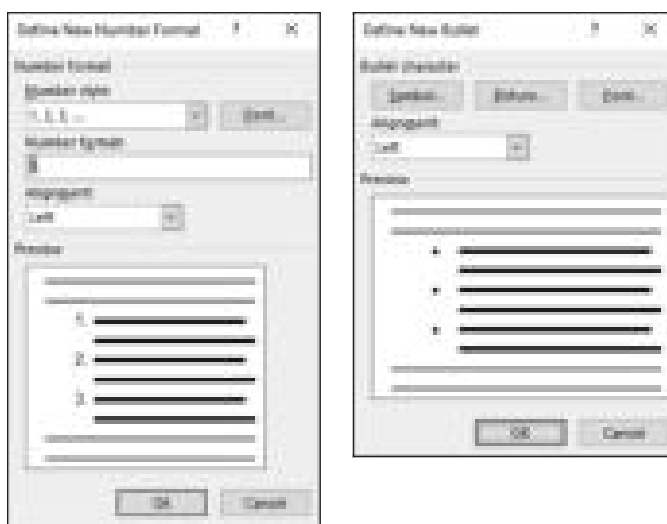 Define New Number Format ? ×
Number format
Number style:
1, 2, 3, ...
Font...
Number format:
Alignment:
Left
Preview
1.
2.
3.
OK
Cancel
Define New Bullet ? ×
Bullet character
Symbol...
Picture...
Font...
Alignment:
Left
Preview
OK
Cancel